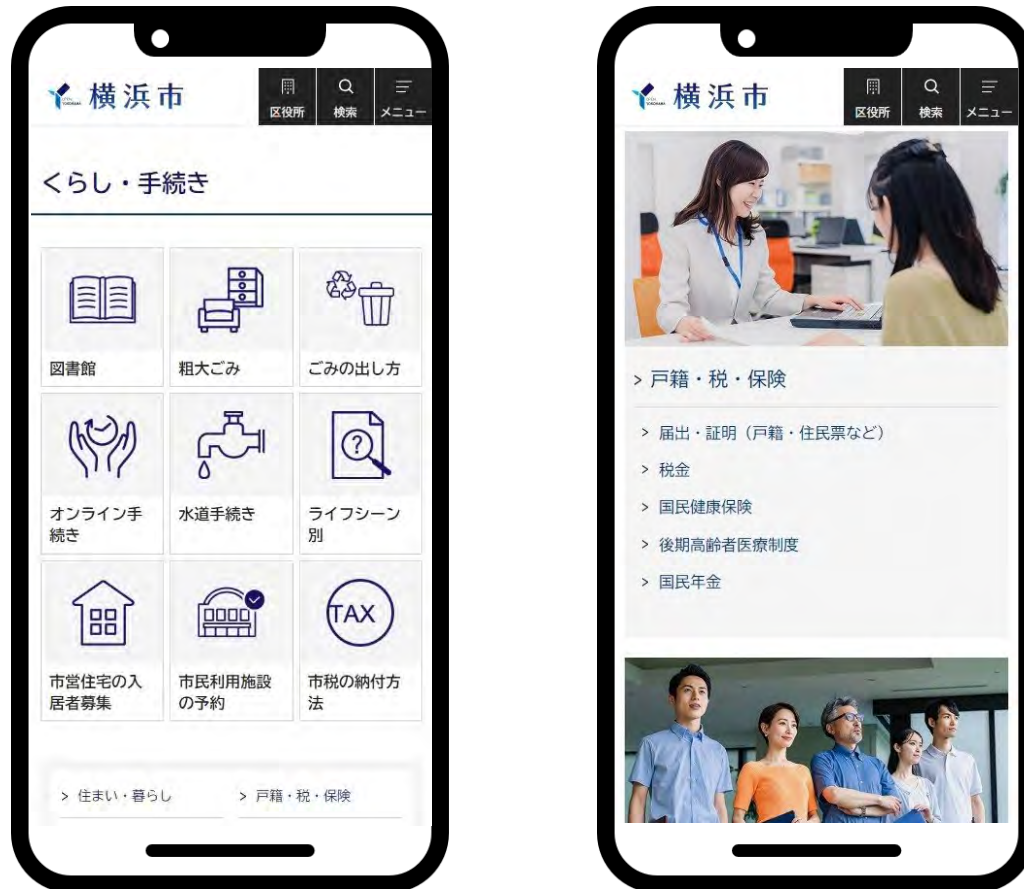 横浜市
区役所
検索
メニュー
くらし・手続き
図書館
粗大ごみ
ごみの出し方
オンライン手
続き
水道手続き
ライフシーン
別
市営住宅の入
居者募集
市民利用施設
の予約
TAX
市税の納付方
法
> 住まい・暮らし
> 戸籍・税・保険
横浜市
区役所
検索
メニュー
> 戸籍・税・保険
> 届出・証明（戸籍・住民票など）
> 税金
> 国民健康保険
> 後期高齢者医療制度
> 国民年金